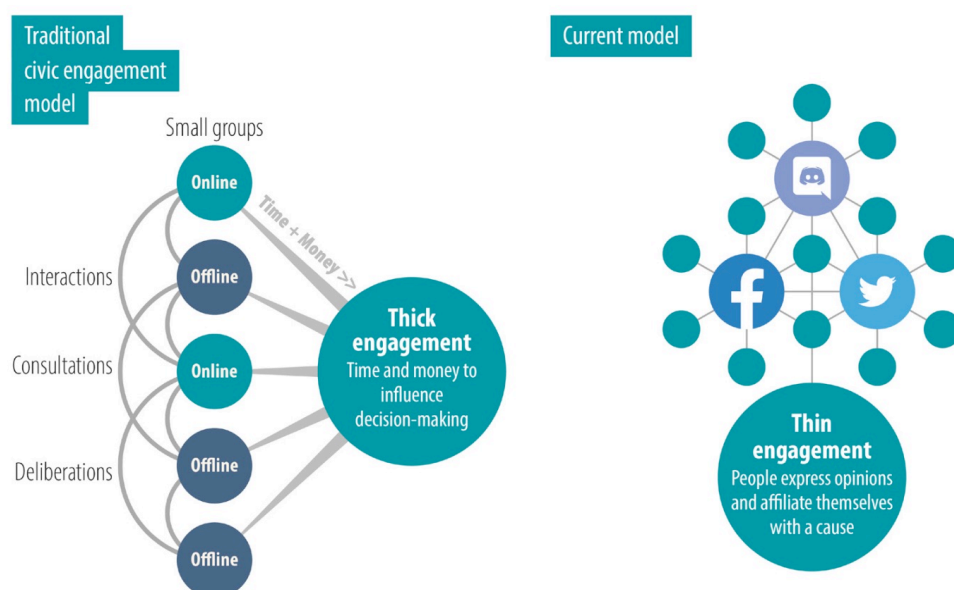 Traditional
civic engagement
model
Small groups
Online
Offline
Online
Offline
Offline
Interactions
Consultations
Deliberations
Time + Money >>
Thick
engagement
Time and money to
influence
decision-making
Current model
f
Thin
engagement
People express opinions
and affiliate themselves
with a cause